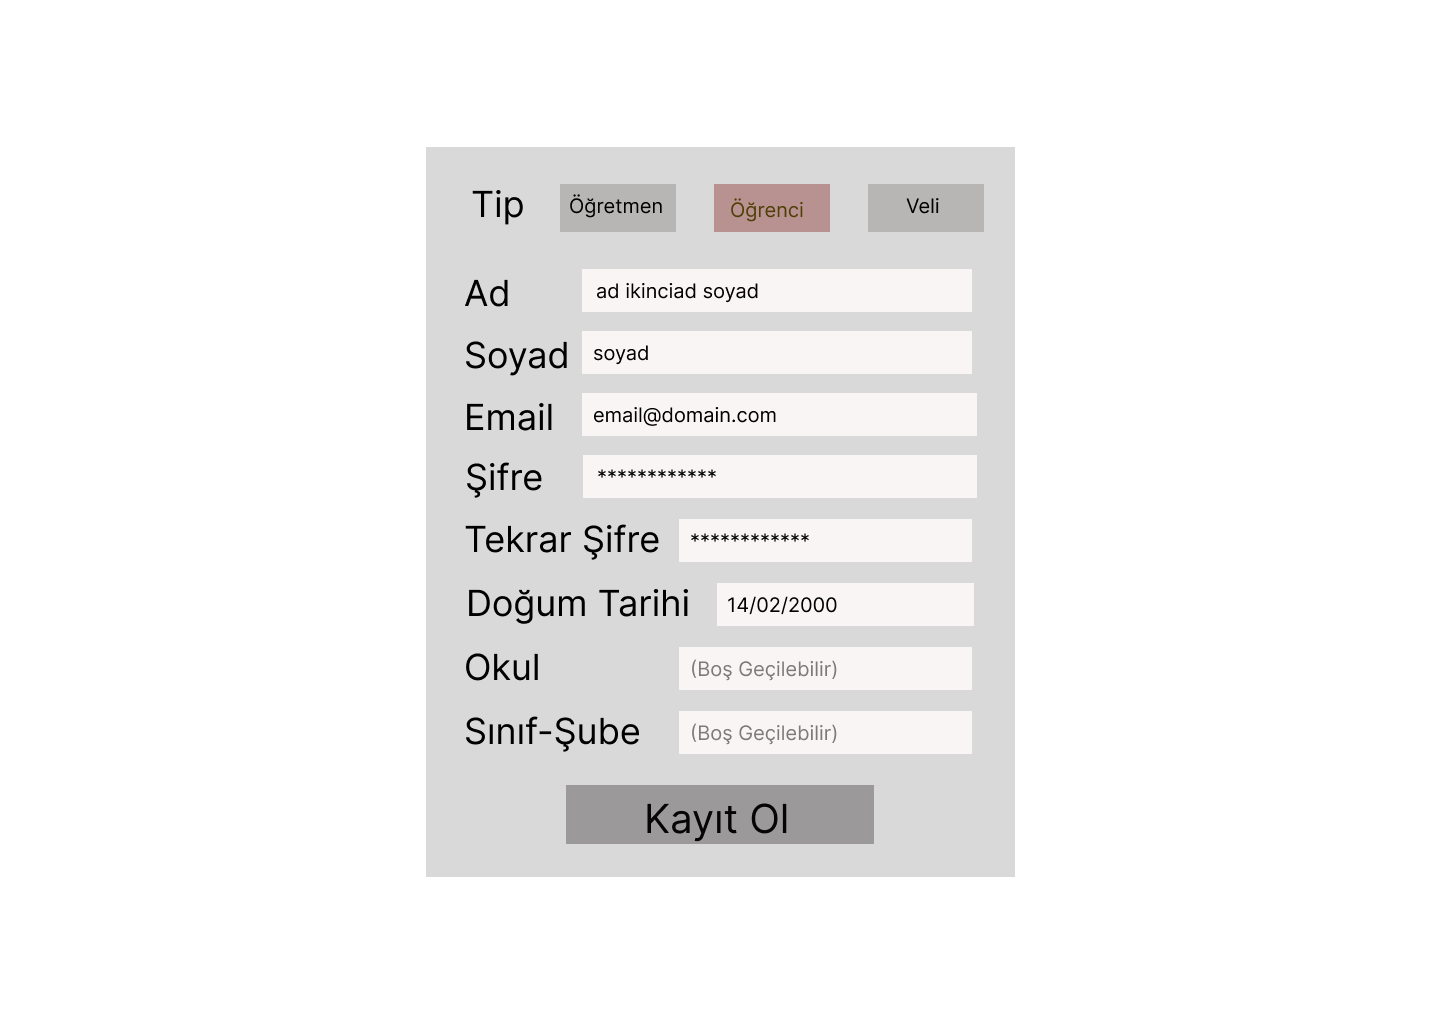 Tip Öğretmen Öğrenci Veli
Ad ad ikinciad soyad
Soyad soyad
Email email@domain.com
Şifre ************
Tekrar Şifre ************
Doğum Tarihi 14/02/2000
Okul (Boş Geçilebilir)
Sınıf-Şube (Boş Geçilebilir)
Kayıt Ol